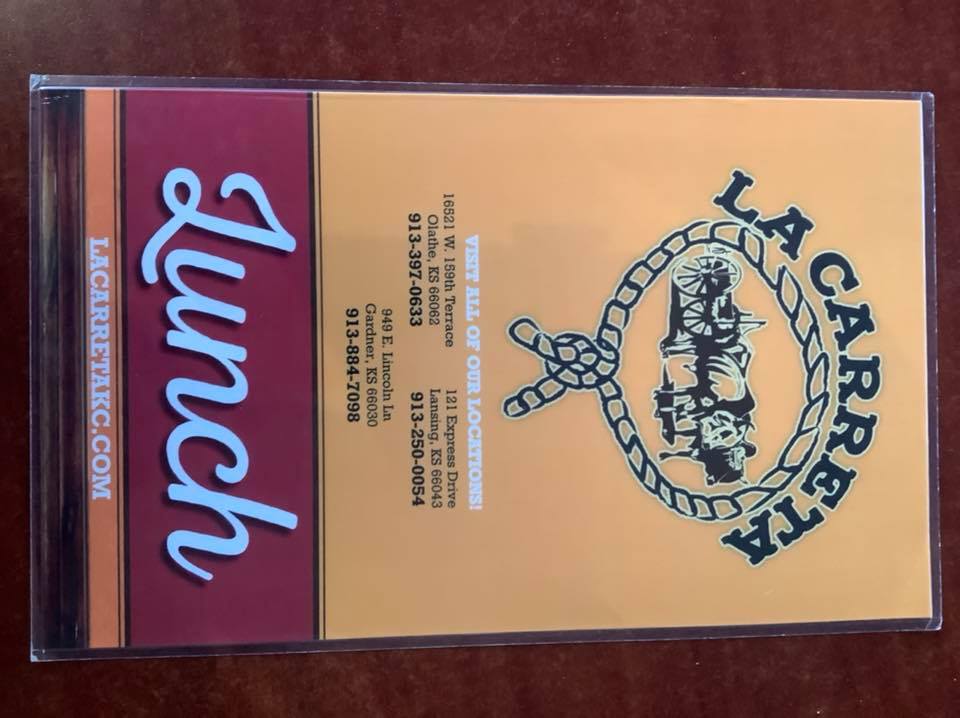 LA CARRETA
VISIT ALL OF OUR LOCATIONS!
16521 W. 159th Terrace
Olathe, KS 66062
913-397-0633
121 Express Drive
Lansing, KS 66043
913-250-0054
949 E. Lincoln Ln
Gardner, KS 66030
913-884-7098
Lunch
LACARRETAKC.COM